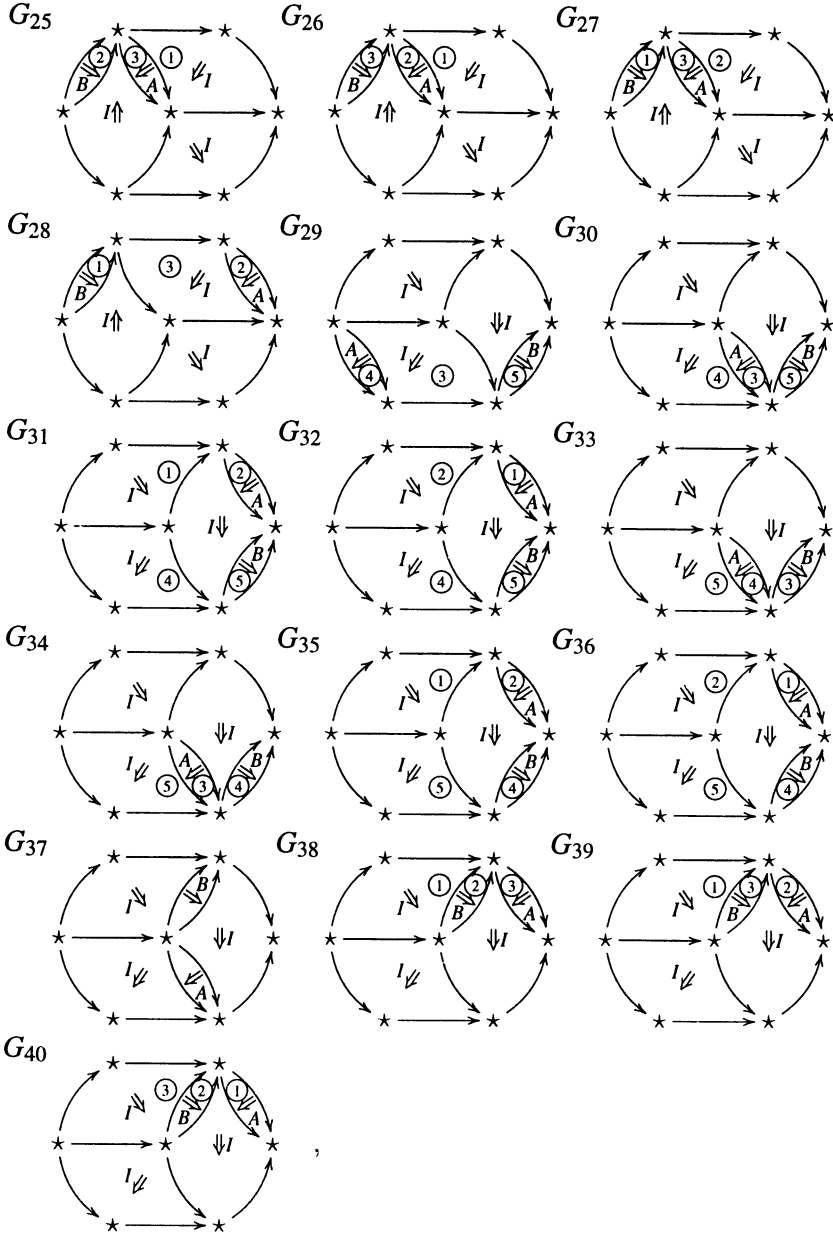 G25 ② ③ ① B A I I I
G26 ③ ② ① B A I I I
G27 ① ③ ② B A I I I
G28 ① ③ ② B I A I I
G29 I I A I B ④ ③ ⑤
G30 I I I A B ④ ③ ⑤
G31 ① ② I A I I B ④ ⑤
G32 ② ① I A I I B ④ ⑤
G33 I I I A B ⑤ ④ ③
G34 I I I A B ⑤ ③ ④
G35 ① ② I A I I B ⑤ ④
G36 ② ① I A I I B ⑤ ④
G37 B I I I A
G38 ① ② ③ I B A I I
G39 ① ③ ② I B A I I
G40 ③ ② ① I B A I I ,